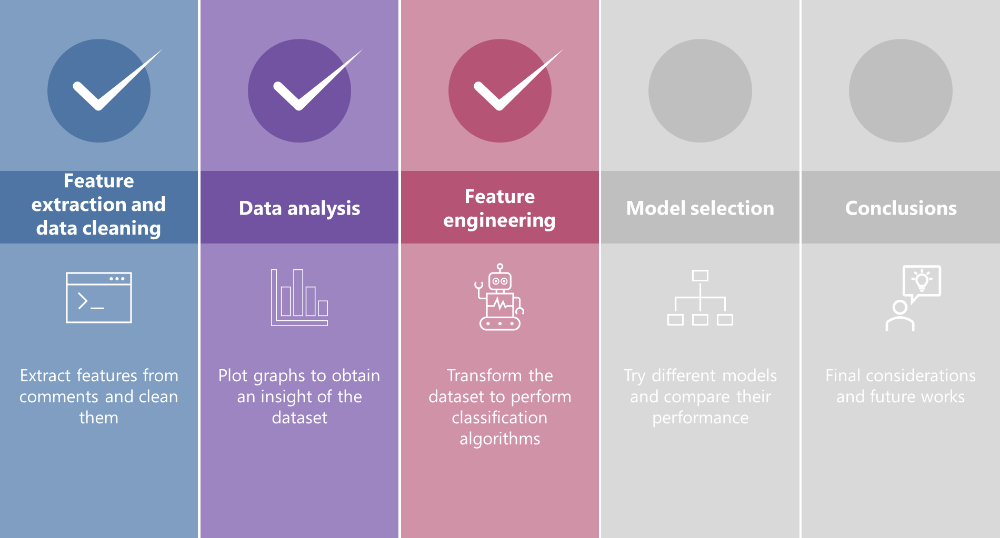 Feature
extraction and
data cleaning
Data analysis
Feature
engineering
Model selection
Conclusions
Extract features from
comments and clean
them
Plot graphs to obtain
an insight of the
dataset
Transform the
dataset to perform
classification
algorithms
Try different models
and compare their
performance
Final considerations
and future works